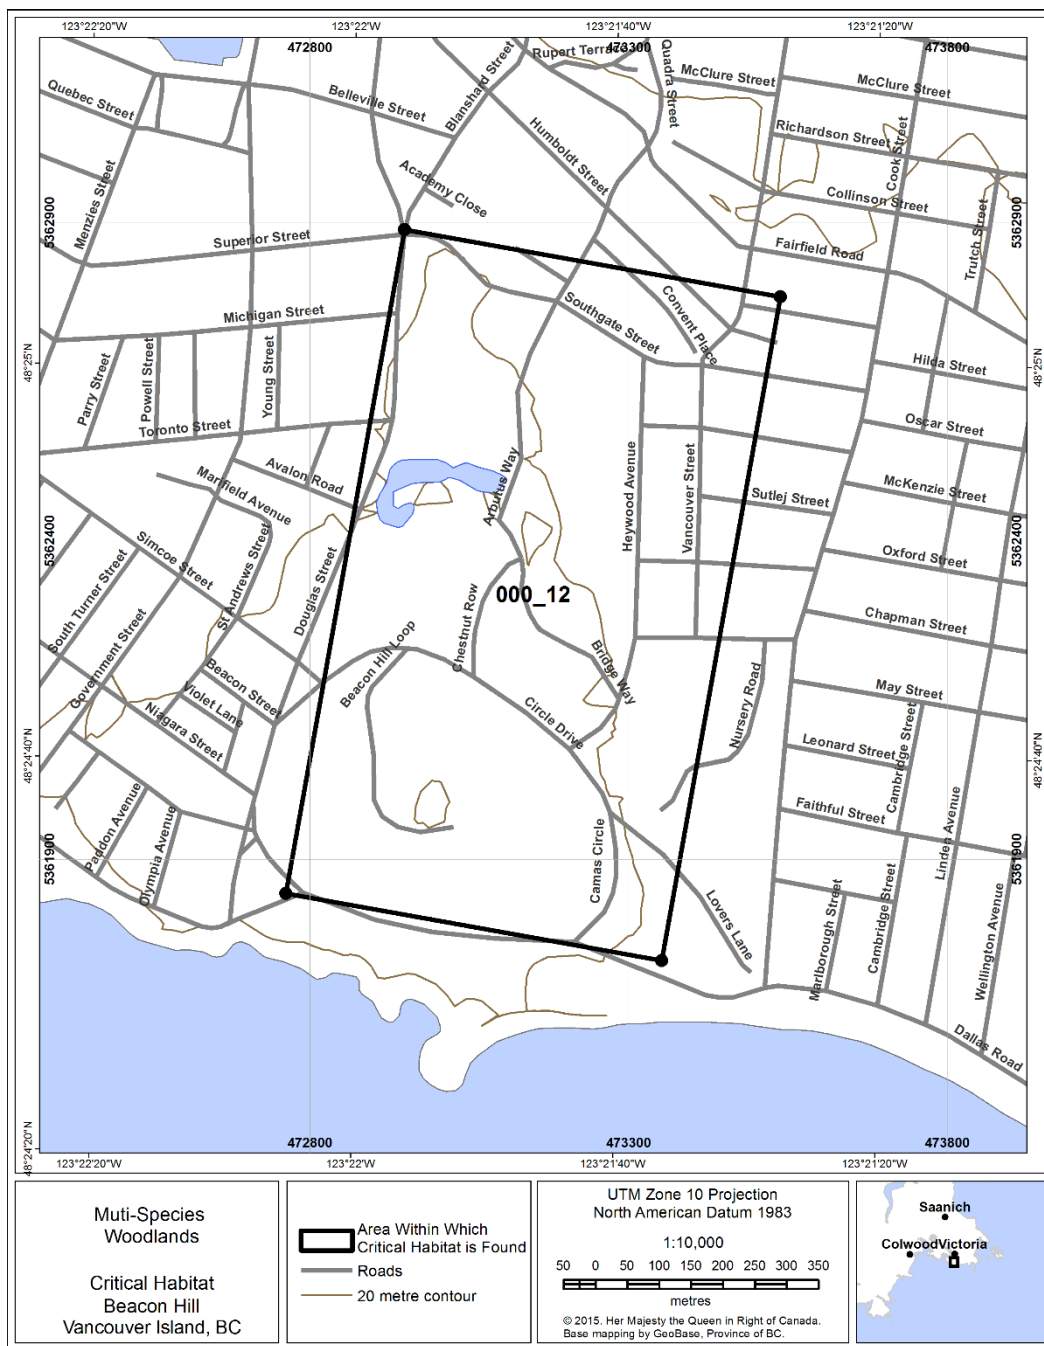 123°22'20"W
123°22'W
123°21'40"W
123°21'20"W
472800
473300
473800
Rupert Terrace
Quadra Street
McClure Street
McClure Street
Quebec Street
Belleville Street
Blanshard Street
Humboldt Street
Richardson Street
Cook Street
Academy Close
Collinson Street
Menzies Street
5362900
5362900
Superior Street
Fairfield Road
Trutch Street
Michigan Street
Southgate Street
Convent Place
48°25'N
48°25'N
Parry Street
Powell Street
Young Street
Hilda Street
Toronto Street
Oscar Street
Avalon Road
Marifield Avenue
Arbutus Way
Heywood Avenue
Vancouver Street
Sutlej Street
McKenzie Street
5362400
5362400
Simcoe Street
St Andrews Street
Douglas Street
Oxford Street
South Turner Street
Government Street
000_12
Chestnut Row
Chapman Street
Beacon Hill Loop
Beacon Street
Bridge Way
Violet Lane
Niagara Street
Circle Drive
Nursery Road
May Street
Leonard Street
Cambridge Street
48°24'40"N
48°24'40"N
Paddon Avenue
Olympia Avenue
Faithful Street
Linden Avenue
5361900
5361900
Camas Circle
Lovers Lane
Marlborough Street
Cambridge Street
Wellington Avenue
Dallas Road
48°24'20"N
472800
473300
473800
123°22'20"W
123°22'W
123°21'40"W
123°21'20"W
Muti-Species
Woodlands
Critical Habitat
Beacon Hill
Vancouver Island, BC
Area Within Which
Critical Habitat is Found
Roads
20 metre contour
UTM Zone 10 Projection
North American Datum 1983
1:10,000
50 0 50 100 150 200 250 300 350
metres
© 2015. Her Majesty the Queen in Right of Canada.
Base mapping by GeoBase, Province of BC.
Saanich
Colwood
Victoria